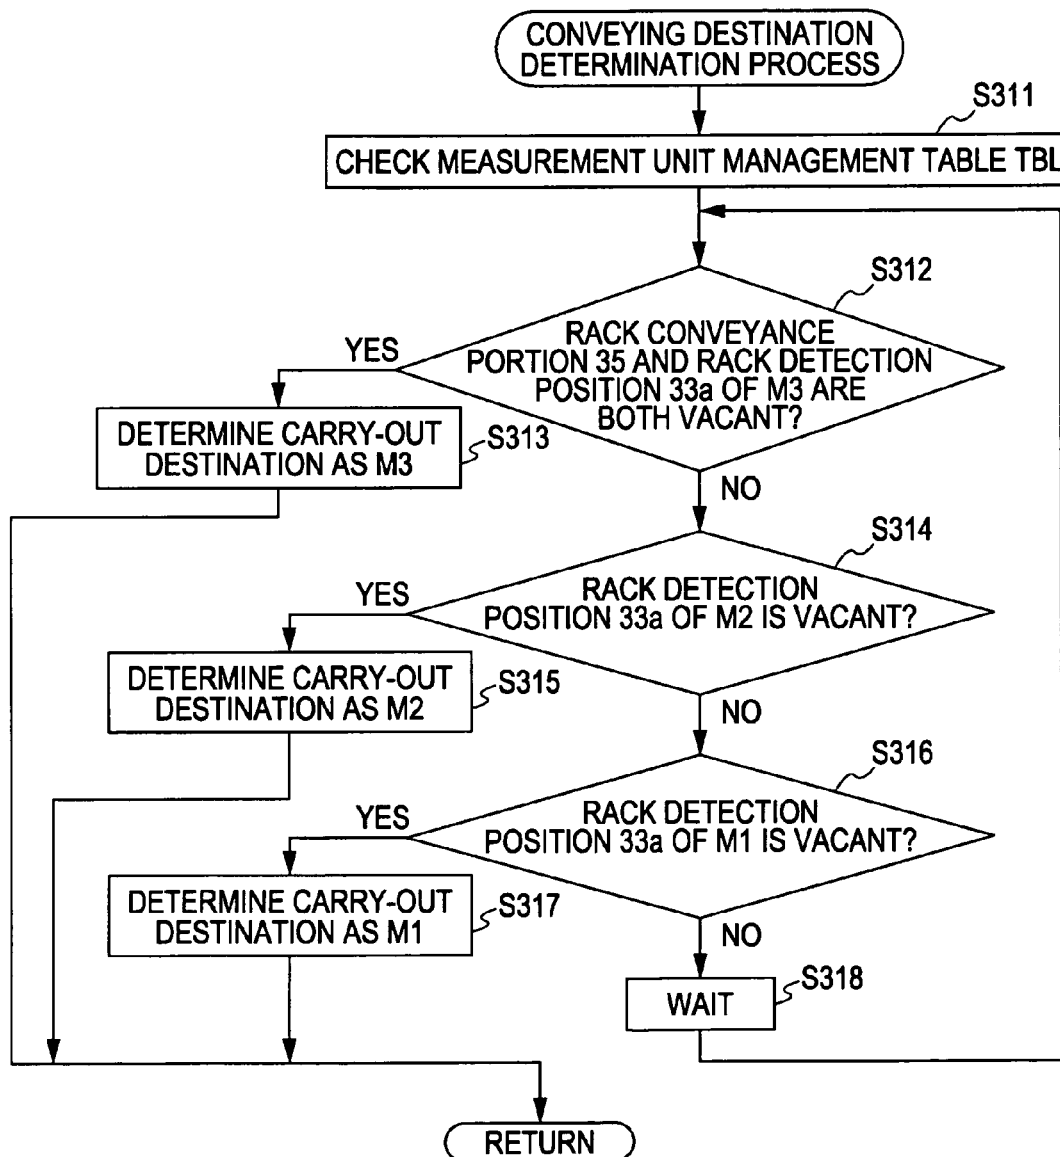 CONVEYING DESTINATION
DETERMINATION PROCESS
S311
CHECK MEASUREMENT UNIT MANAGEMENT TABLE TBL
S312
RACK CONVEYANCE
PORTION 35 AND RACK DETECTION
POSITION 33a OF M3 ARE
BOTH VACANT?
YES
DETERMINE CARRY-OUT
DESTINATION AS M3
S313
NO
S314
RACK DETECTION
POSITION 33a OF M2 IS VACANT?
YES
DETERMINE CARRY-OUT
DESTINATION AS M2
S315
NO
S316
RACK DETECTION
POSITION 33a OF M1 IS VACANT?
YES
DETERMINE CARRY-OUT
DESTINATION AS M1
S317
NO
S318
WAIT
RETURN